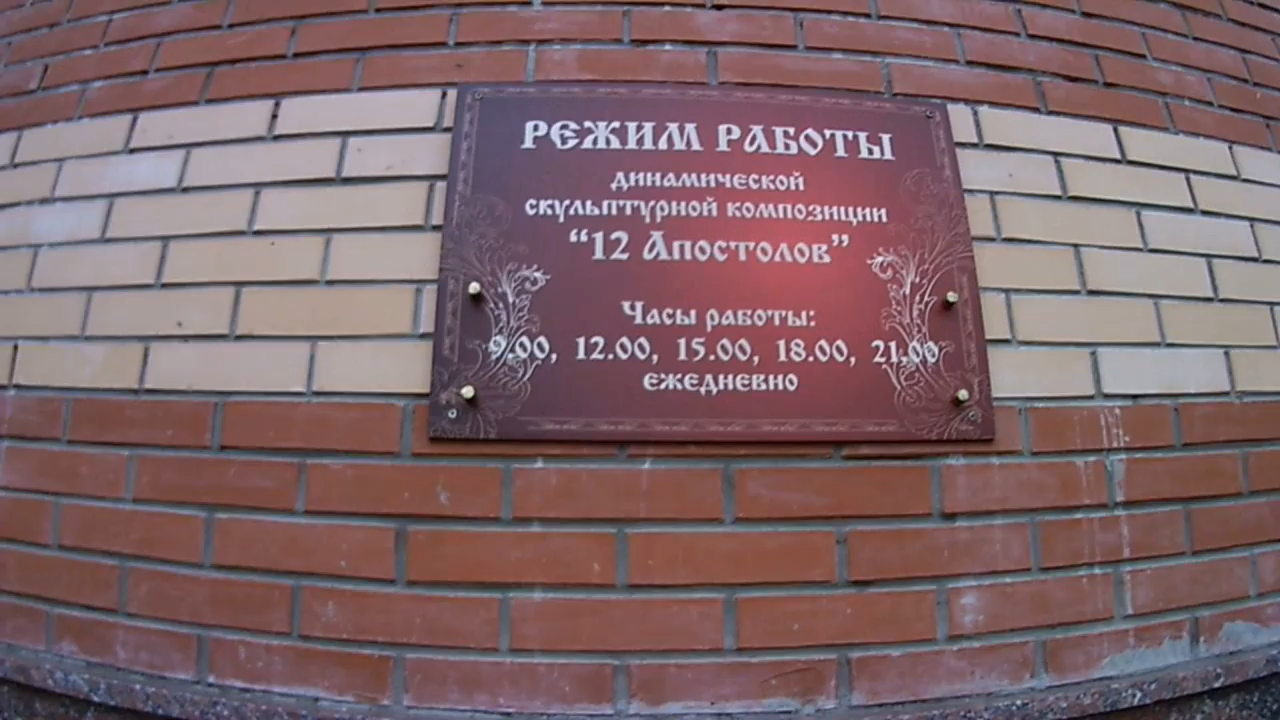 РЕЖИМ РАБОТЫ
ДИНАМИЧЕСКОЙ
СКУЛЬПТУРНОЙ КОМПОЗИЦИИ
“12 АПОСТОЛОВ”
ЧАСЫ РАБОТЫ:
9.00, 12.00, 15.00, 18.00, 21.00
ЕЖЕДНЕВНО